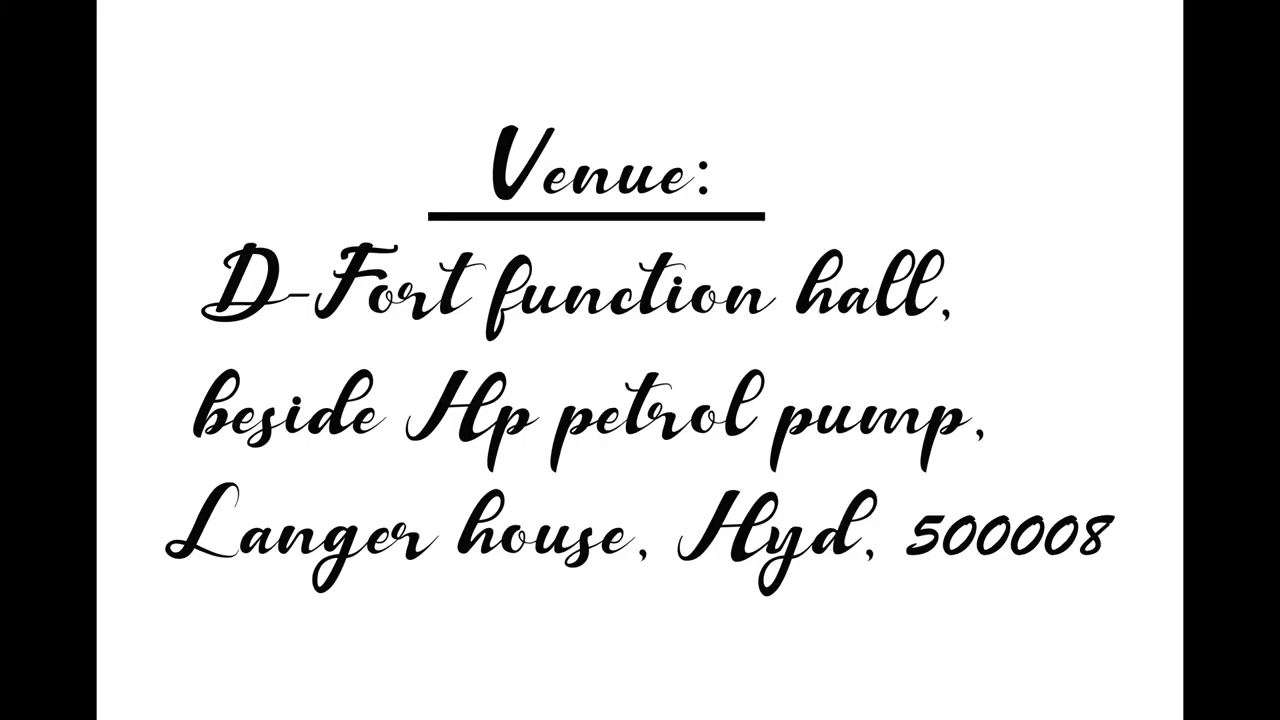 Venue:
D-Fort function hall,
beside Hp petrol pump,
Langer house, Hyd, 500008